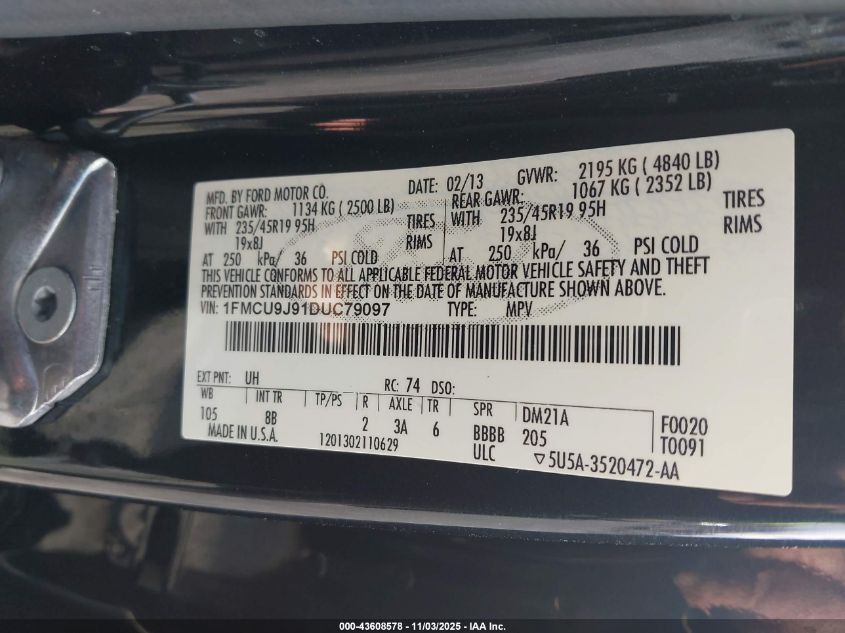 MFD. BY FORD MOTOR CO. DATE: 02/13 GVWR: 2195 KG ( 4840 LB)
FRONT GAWR: 1134 KG ( 2500 LB) REAR GAWR: 1067 KG ( 2352 LB)
WITH 235/45R19 95H TIRES WITH 235/45R19 95H TIRES
19x8J RIMS 19x8J RIMS
AT 250 kPa/ 36 PSI COLD AT 250 kPa/ 36 PSI COLD
THIS VEHICLE CONFORMS TO ALL APPLICABLE FEDERAL MOTOR VEHICLE SAFETY AND THEFT
PREVENTION STANDARDS IN EFFECT ON THE DATE OF MANUFACTURE SHOWN ABOVE.
VIN: 1FMCU9J91DUC79097 TYPE: MPV
EXT PNT: UH RC: 74 DSO:
WB INT TR TP/PS R AXLE TR SPR DM21A F0020
105 BB 2 3A 6 BBBB 205 T0091
MADE IN U.S.A. 1201302110629 ULC ▽5U5A-3520472-AA
000-43608578 - 11/03/2025 - IAA Inc.